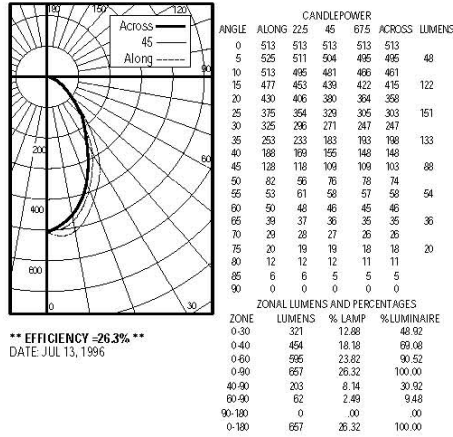 180
150
120
Across
45
Along
90
200
60
400
600
0
30
** EFFICIENCY =26.3% **
DATE: JUL 13, 1996
CANDLEPOWER
ANGLE ALONG 22.5 45 67.5 ACROSS LUMENS
0 513 513 513 513 513
5 525 511 504 495 495 48
10 513 495 481 466 461
15 477 453 439 422 415 122
20 430 406 380 364 358
25 375 354 329 305 303 151
30 325 296 271 247 247
35 253 233 183 193 198 133
40 188 169 155 148 148
45 128 118 109 109 103 88
50 82 56 76 78 74
55 53 61 58 57 58 54
60 50 48 46 45 46
65 39 37 36 35 35 36
70 29 28 27 26 26
75 20 19 19 18 18 20
80 12 12 12 11 11
85 6 6 5 5 5
90 0 0 0 0 0
ZONAL LUMENS AND PERCENTAGES
ZONE LUMENS % LAMP %LUMINAIRE
0-30 321 12.88 48.92
0-40 454 18.18 69.08
0-60 595 23.82 90.52
0-90 657 26.32 100.00
40-90 203 8.14 30.92
60-90 62 2.49 9.48
90-180 0 .00 .00
0-180 657 26.32 100.00